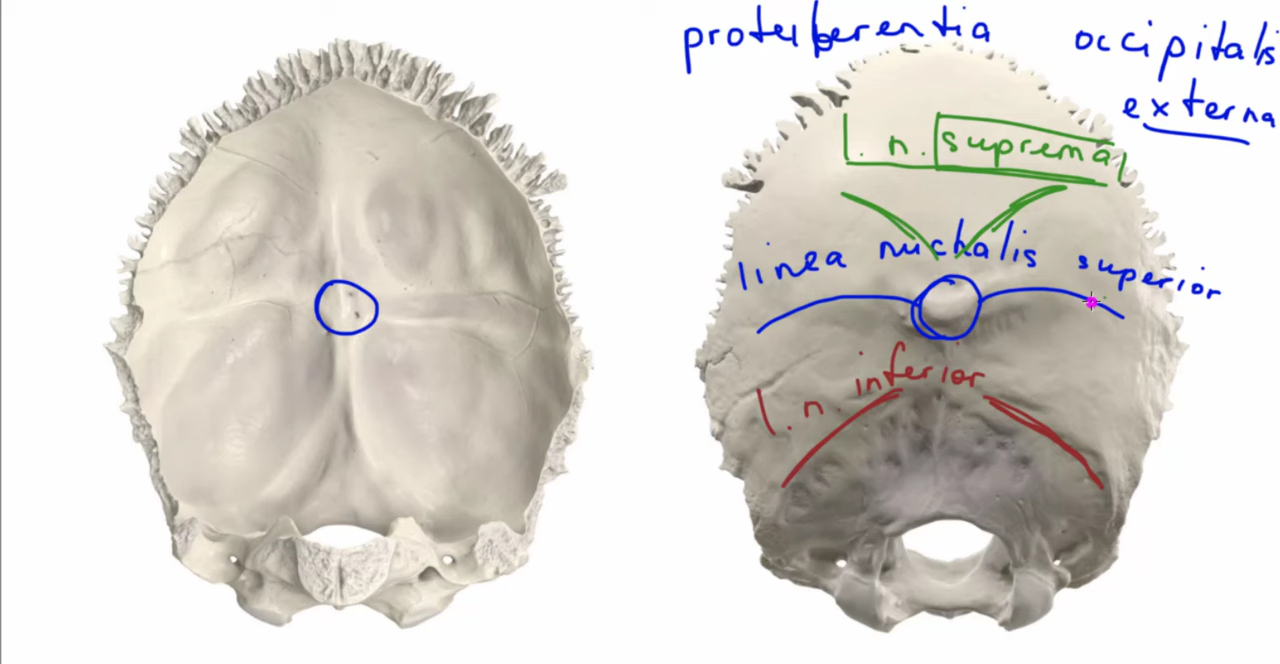 protuberentia occipitalis
externa
l. n. suprema
linea nuchalis superior
l. n. inferior